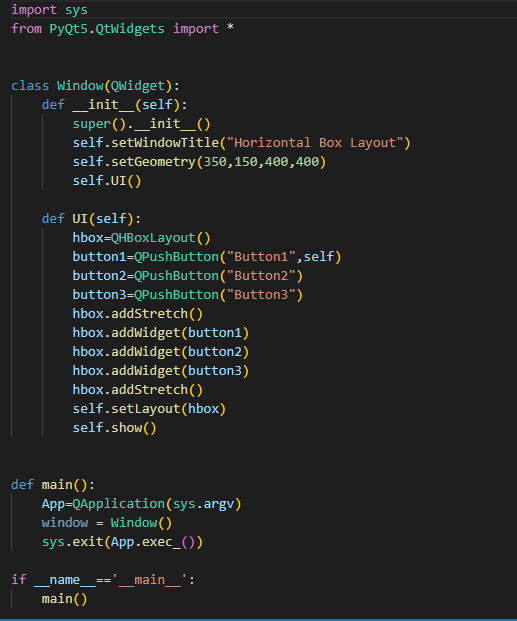 import sys
from PyQt5.QtWidgets import *
class Window(QWidget):
    def __init__(self):
        super().__init__()
        self.setWindowTitle("Horizontal Box Layout")
        self.setGeometry(350,150,400,400)
        self.UI()
    def UI(self):
        hbox=QHBoxLayout()
        button1=QPushButton("Button1",self)
        button2=QPushButton("Button2")
        button3=QPushButton("Button3")
        hbox.addStretch()
        hbox.addWidget(button1)
        hbox.addWidget(button2)
        hbox.addWidget(button3)
        hbox.addStretch()
        self.setLayout(hbox)
        self.show()
def main():
    App=QApplication(sys.argv)
    window = Window()
    sys.exit(App.exec_())
if __name__=='__main__':
    main()